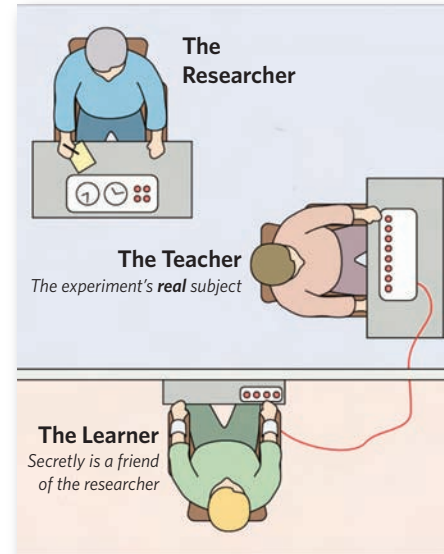 The
Researcher
The Teacher
The experiment's real subject
The Learner
Secretly is a friend
of the researcher